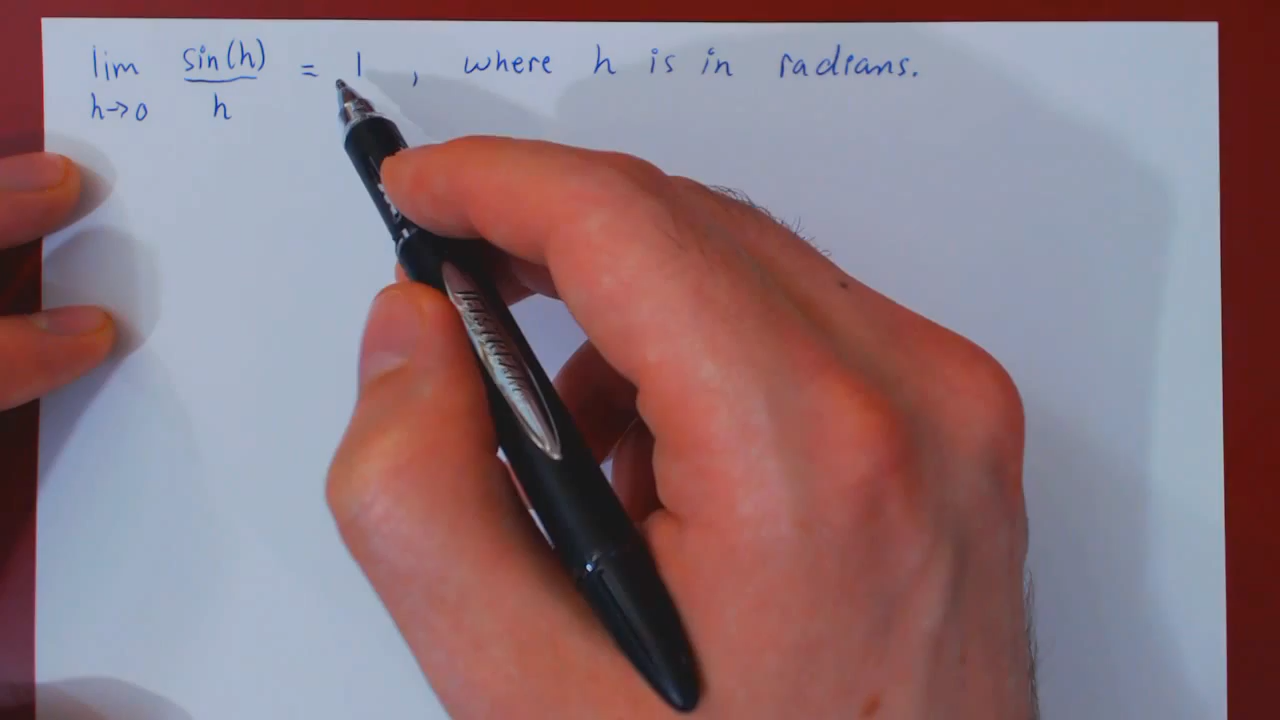 lim sin(h)/h = 1 , where h is in radians.
h→0